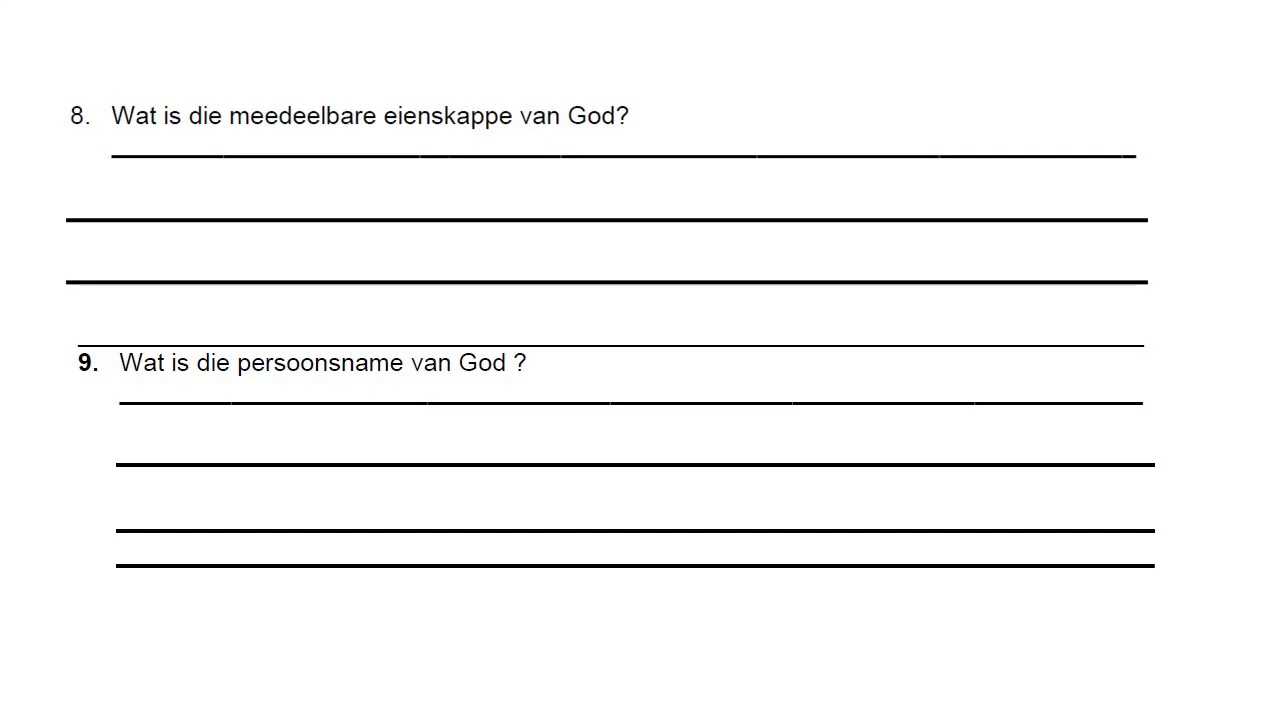 8. Wat is die meedeelbare eienskappe van God?
9. Wat is die persoonsname van God ?